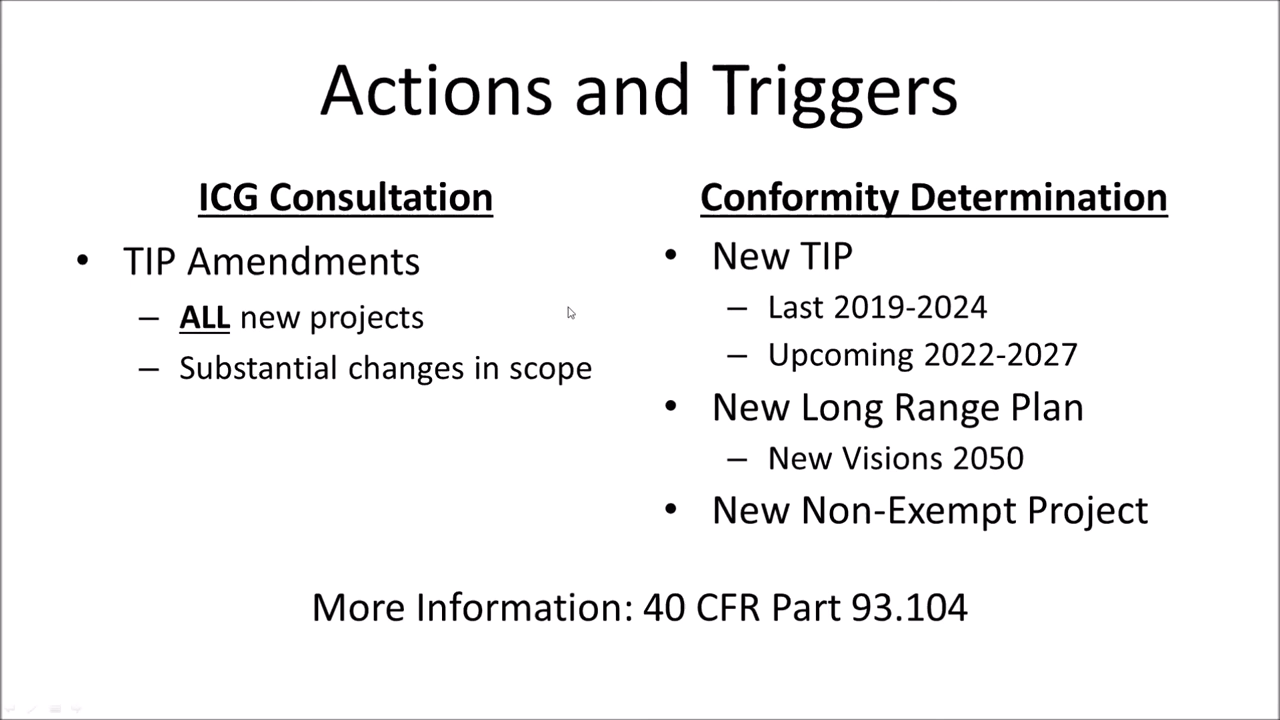 Actions and Triggers
ICG Consultation
• TIP Amendments
– ALL new projects
– Substantial changes in scope
Conformity Determination
• New TIP
– Last 2019-2024
– Upcoming 2022-2027
• New Long Range Plan
– New Visions 2050
• New Non-Exempt Project
More Information: 40 CFR Part 93.104